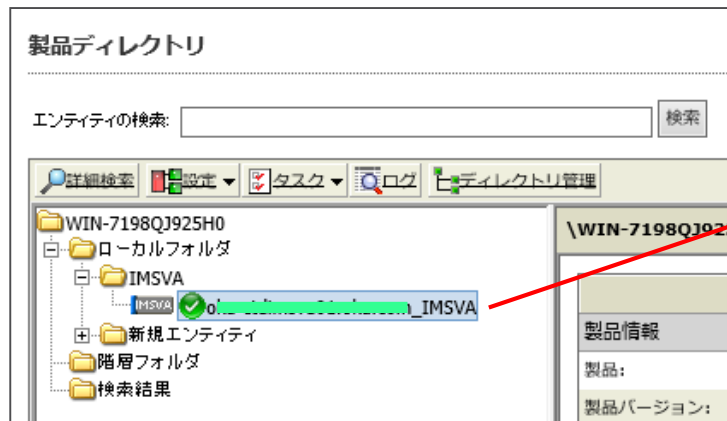 製品ディレクトリ
エンティティの検索:
検索
詳細検索 設定 タスク ログ ディレクトリ管理
WIN-7198QJ925H0
ローカルフォルダ
IMSVA
IMSVA _IMSVA
新規エンティティ
階層フォルダ
検索結果
\WIN-7198QJ92
製品情報
製品:
製品バージョン: